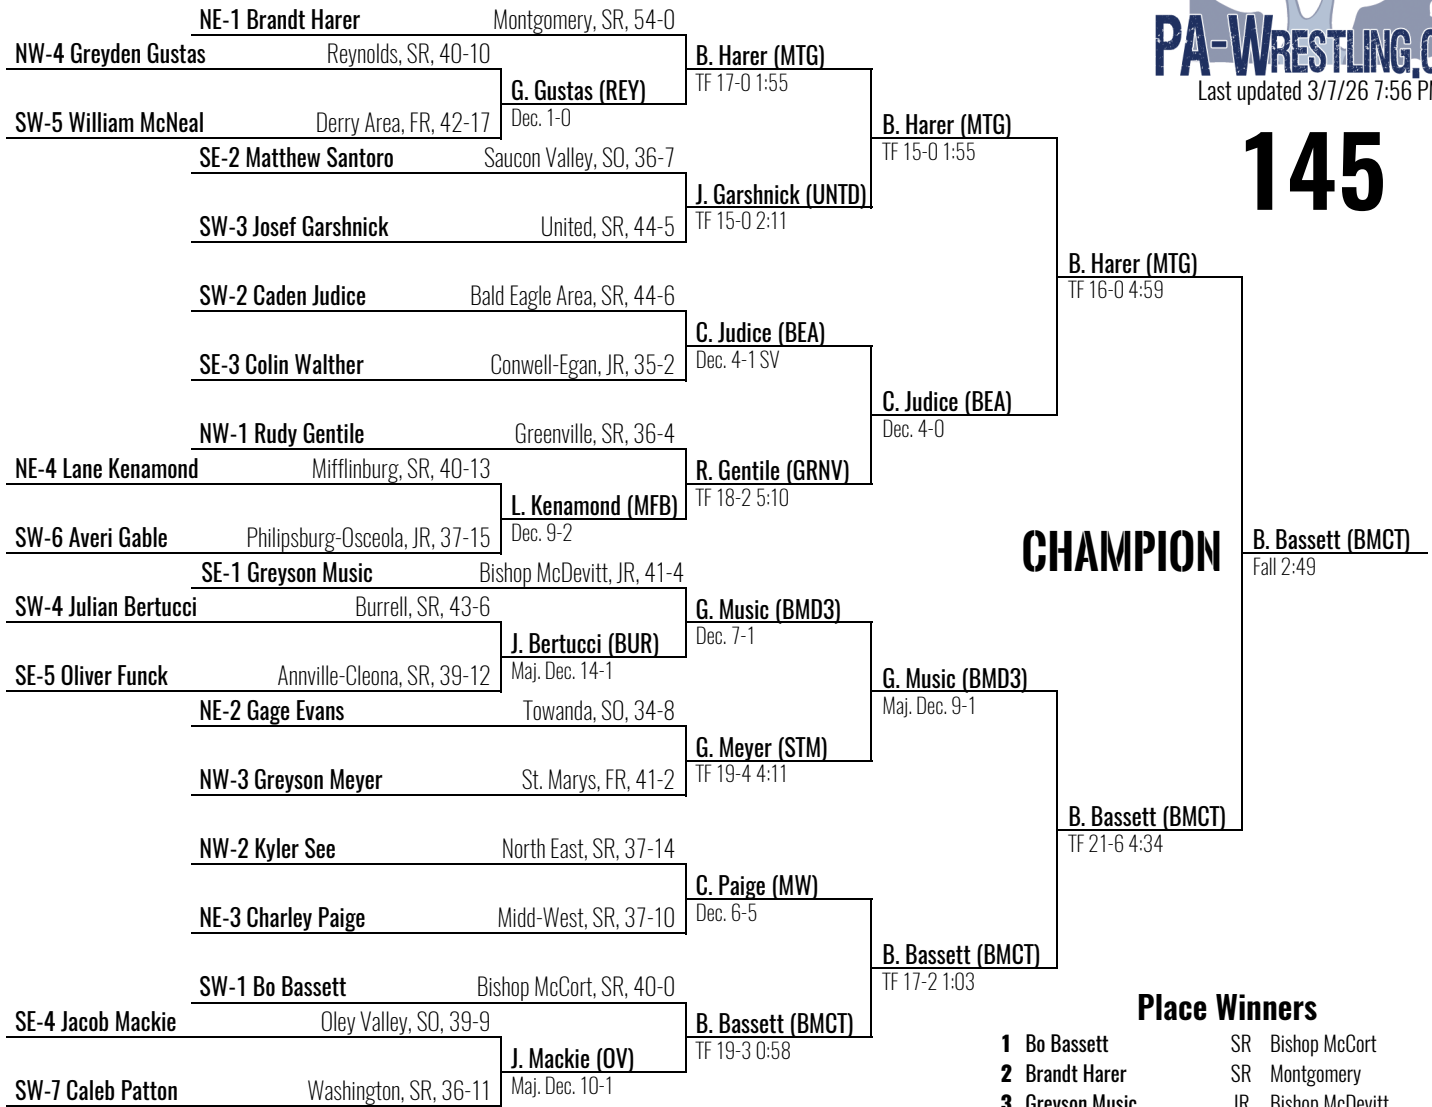 NE-1 Brandt Harer Montgomery, SR, 54-0
NW-4 Greyden Gustas Reynolds, SR, 40-10
G. Gustas (REY)
Dec. 1-0
SW-5 William McNeal Derry Area, FR, 42-17
B. Harer (MTG)
TF 17-0 1:55
SE-2 Matthew Santoro Saucon Valley, SO, 36-7
J. Garshnick (UNTD)
TF 15-0 2:11
SW-3 Josef Garshnick United, SR, 44-5
B. Harer (MTG)
TF 15-0 1:55
SW-2 Caden Judice Bald Eagle Area, SR, 44-6
C. Judice (BEA)
Dec. 4-1 SV
SE-3 Colin Walther Conwell-Egan, JR, 35-2
C. Judice (BEA)
Dec. 4-0
NW-1 Rudy Gentile Greenville, SR, 36-4
NE-4 Lane Kenamond Mifflinburg, SR, 40-13
R. Gentile (GRNV)
TF 18-2 5:10
L. Kenamond (MFB)
Dec. 9-2
SW-6 Averi Gable Philipsburg-Osceola, JR, 37-15
B. Harer (MTG)
TF 16-0 4:59
SE-1 Greyson Music Bishop McDevitt, JR, 41-4
SW-4 Julian Bertucci Burrell, SR, 43-6
G. Music (BMD3)
Dec. 7-1
J. Bertucci (BUR)
Maj. Dec. 14-1
SE-5 Oliver Funck Annville-Cleona, SR, 39-12
G. Music (BMD3)
Maj. Dec. 9-1
NE-2 Gage Evans Towanda, SO, 34-8
G. Meyer (STM)
TF 19-4 4:11
NW-3 Greyson Meyer St. Marys, FR, 41-2
NW-2 Kyler See North East, SR, 37-14
C. Paige (MW)
Dec. 6-5
NE-3 Charley Paige Midd-West, SR, 37-10
B. Bassett (BMCT)
TF 21-6 4:34
B. Bassett (BMCT)
TF 17-2 1:03
SW-1 Bo Bassett Bishop McCort, SR, 40-0
SE-4 Jacob Mackie Oley Valley, SO, 39-9
B. Bassett (BMCT)
TF 19-3 0:58
J. Mackie (OV)
Maj. Dec. 10-1
SW-7 Caleb Patton Washington, SR, 36-11
PA-WRESTLING.C
Last updated 3/7/26 7:56 PM
145
CHAMPION
B. Bassett (BMCT)
Fall 2:49
Place Winners
1 Bo Bassett SR Bishop McCort
2 Brandt Harer SR Montgomery
3 Greyson Music JR Bishop McDevitt